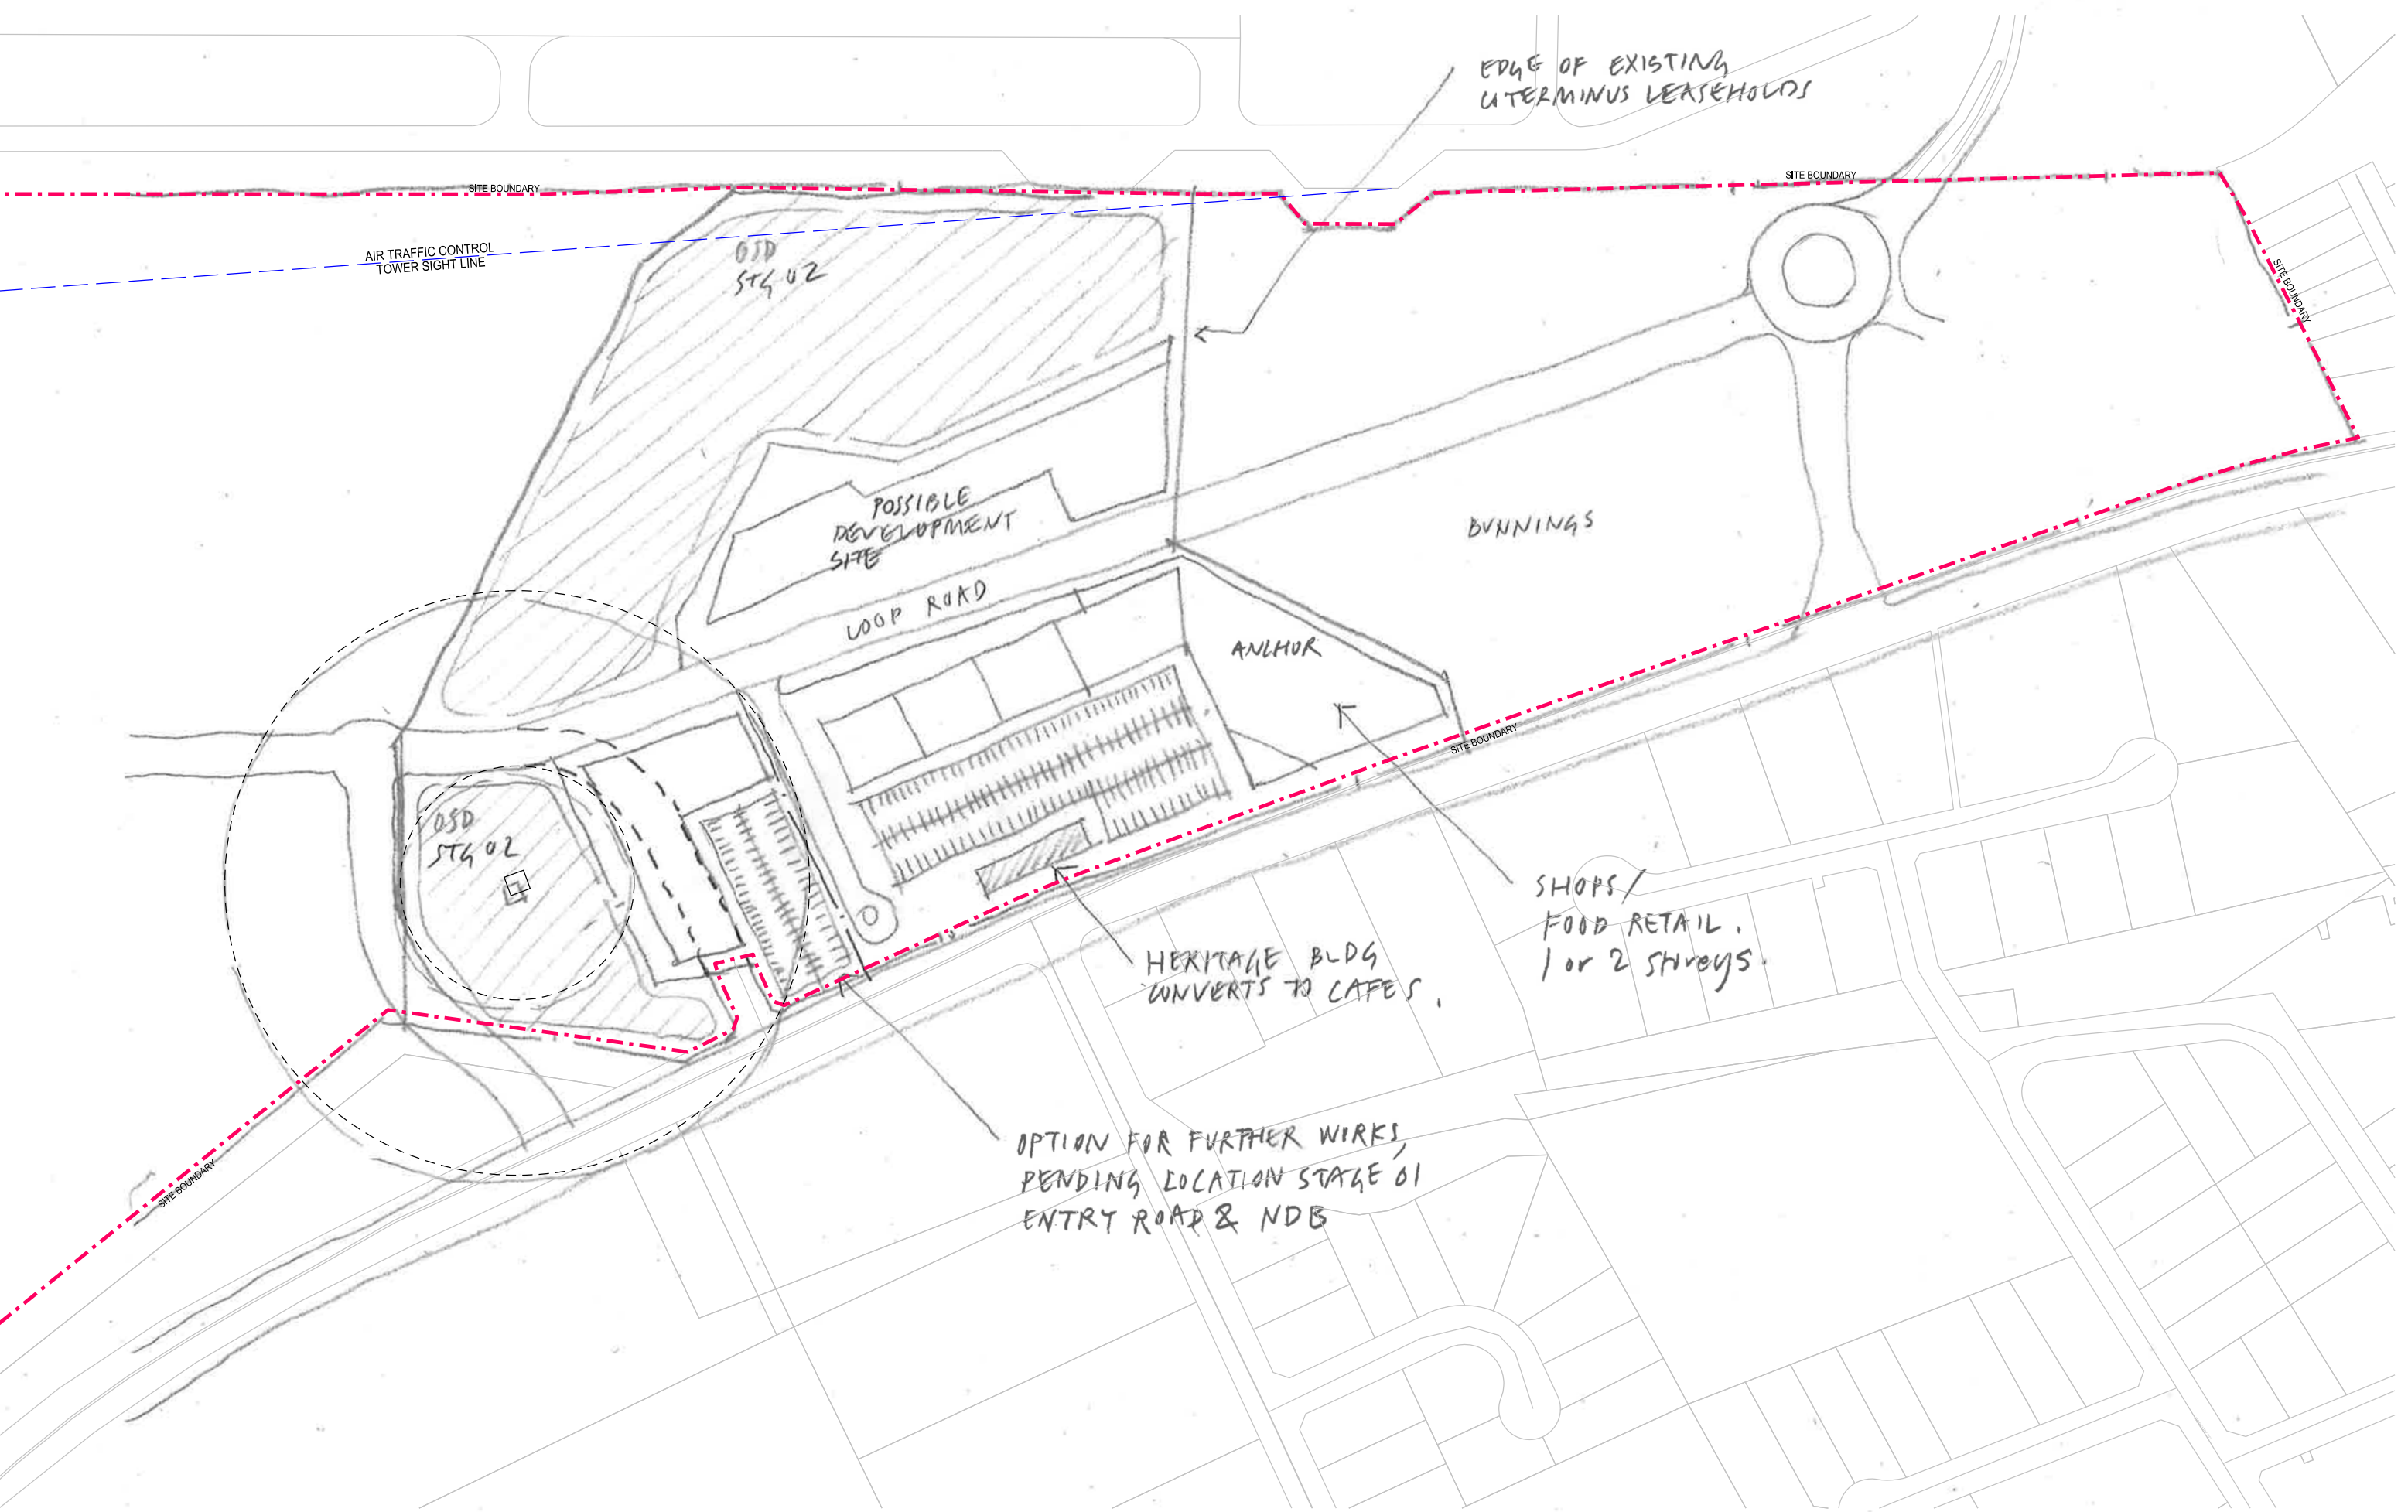 EDGE OF EXISTING
COTERMINUS LEASEHOLDS
SITE BOUNDARY
SITE BOUNDARY
AIR TRAFFIC CONTROL
TOWER SIGHT LINE
OSD
STG 02
SITE BOUNDARY
POSSIBLE
DEVELOPMENT
SITE
BUNNINGS
LOOP ROAD
ANCHOR
SITE BOUNDARY
OSD
STG 02
SHOPS/
FOOD RETAIL.
1 or 2 storeys.
HERITAGE BLDG
CONVERTS TO CAFES.
OPTION FOR FURTHER WORKS,
PENDING LOCATION STAGE 01
ENTRY ROAD & NDB
SITE BOUNDARY